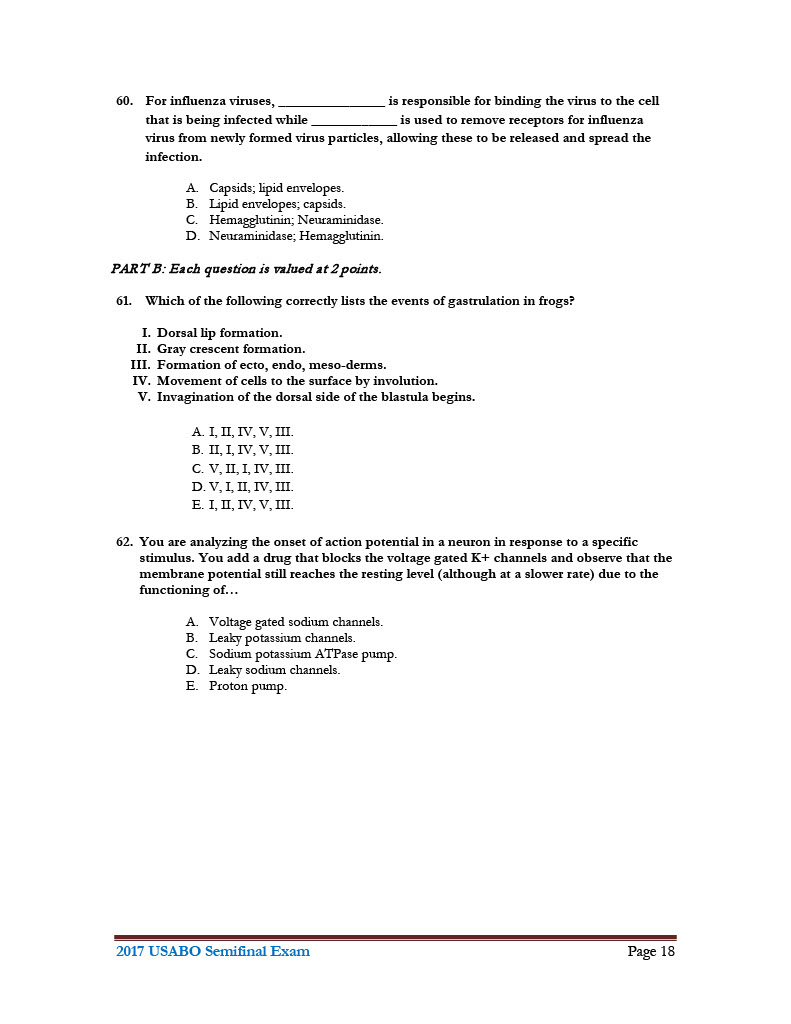 60. For influenza viruses, _______________ is responsible for binding the virus to the cell
that is being infected while ____________ is used to remove receptors for influenza
virus from newly formed virus particles, allowing these to be released and spread the
infection.
A. Capsids; lipid envelopes.
B. Lipid envelopes; capsids.
C. Hemagglutinin; Neuraminidase.
D. Neuraminidase; Hemagglutinin.
PART B: Each question is valued at 2 points.
61. Which of the following correctly lists the events of gastrulation in frogs?
I. Dorsal lip formation.
II. Gray crescent formation.
III. Formation of ecto, endo, meso-derms.
IV. Movement of cells to the surface by involution.
V. Invagination of the dorsal side of the blastula begins.
A. I, II, IV, V, III.
B. II, I, IV, V, III.
C. V, II, I, IV, III.
D. V, I, II, IV, III.
E. I, II, IV, V, III.
62. You are analyzing the onset of action potential in a neuron in response to a specific
stimulus. You add a drug that blocks the voltage gated K+ channels and observe that the
membrane potential still reaches the resting level (although at a slower rate) due to the
functioning of…
A. Voltage gated sodium channels.
B. Leaky potassium channels.
C. Sodium potassium ATPase pump.
D. Leaky sodium channels.
E. Proton pump.
2017 USABO Semifinal Exam Page 18